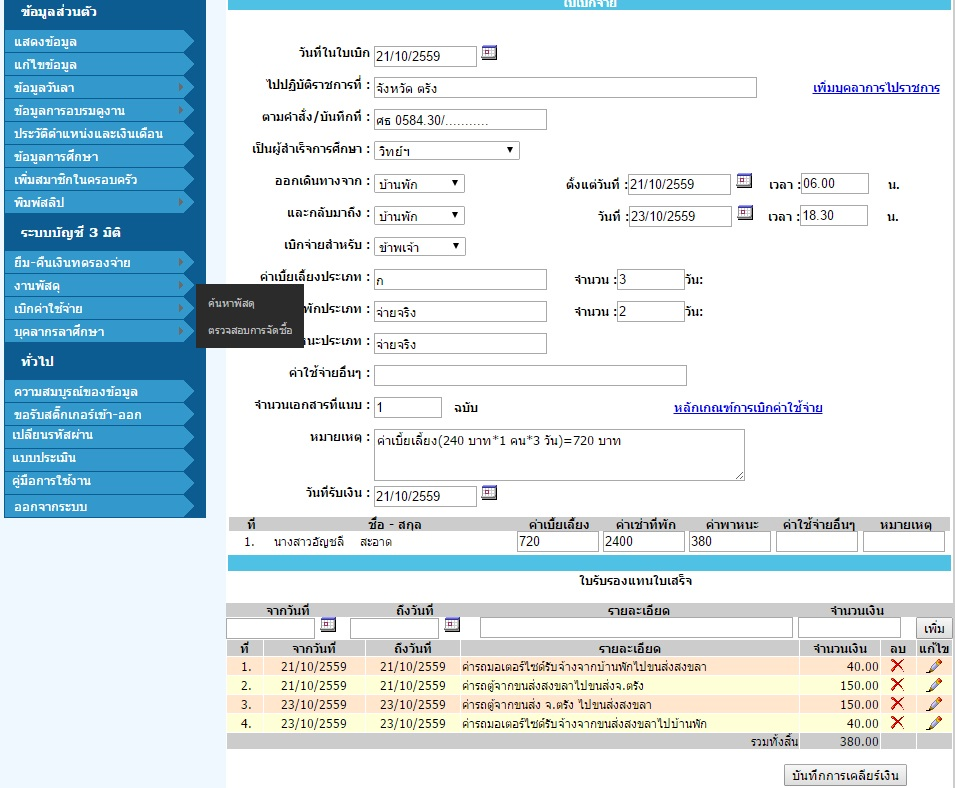 ข้อมูลส่วนตัว
แสดงข้อมูล
แก้ไขข้อมูล
ข้อมูลวันลา
ข้อมูลการอบรมดูงาน
ประวัติตำแหน่งและเงินเดือน
ข้อมูลการศึกษา
เพิ่มสมาชิกในครอบครัว
พิมพ์สลิป
ระบบบัญชี 3 มิติ
ยืม-คืนเงินทดรองจ่าย
งานพัสดุ
เบิกค่าใช้จ่าย
บุคลากรลาศึกษา
ค้นหาพัสดุ
ตรวจสอบการจัดซื้อ
ทั่วไป
ความสมบูรณ์ของข้อมูล
ขอรับสติ๊กเกอร์เข้า-ออก
เปลี่ยนรหัสผ่าน
แบบประเมิน
คู่มือการใช้งาน
ออกจากระบบ
ใบเบิกจ่าย
วันที่ในใบเบิก 21/10/2559
ไปปฏิบัติราชการที่ : จังหวัด ตรัง เพิ่มบุคลาการไปราชการ
ตามคำสั่ง/บันทึกที่ : ศธ 0584.30/...........
เป็นผู้สำเร็จการศึกษา : วิทย์ฯ
ออกเดินทางจาก : บ้านพัก ตั้งแต่วันที่ : 21/10/2559 เวลา : 06.00 น.
และกลับมาถึง : บ้านพัก วันที่ : 23/10/2559 เวลา : 18.30 น.
เบิกจ่ายสำหรับ : ข้าพเจ้า
ค่าเบี้ยเลี้ยงประเภท : ก จำนวน : 3 วัน:
พักประเภท : จ่ายจริง จำนวน : 2 วัน:
นะประเภท : จ่ายจริง
ค่าใช้จ่ายอื่นๆ :
จำนวนเอกสารที่แนบ : 1 ฉบับ หลักเกณฑ์การเบิกค่าใช้จ่าย
หมายเหตุ : ค่าเบี้ยเลี้ยง(240 บาท*1 คน*3 วัน)=720 บาท
วันที่รับเงิน : 21/10/2559
ที่ ชื่อ - สกุล ค่าเบี้ยเลี้ยง ค่าเช่าที่พัก ค่าพาหนะ ค่าใช้จ่ายอื่นๆ หมายเหตุ
1. นางสาวอัญชลี สะอาด 720 2400 380
ใบรับรองแทนใบเสร็จ
จากวันที่ ถึงวันที่ รายละเอียด จำนวนเงิน
เพิ่ม
ที่ จากวันที่ ถึงวันที่ รายละเอียด จำนวนเงิน ลบ แก้ไข
1. 21/10/2559 21/10/2559 ค่ารถมอเตอร์ไซด์รับจ้างจากบ้านพักไปขนส่งสงขลา 40.00
2. 21/10/2559 21/10/2559 ค่ารถตู้จากขนส่งสงขลาไปขนส่งจ.ตรัง 150.00
3. 23/10/2559 23/10/2559 ค่ารถตู้จากขนส่ง จ.ตรัง ไปขนส่งสงขลา 150.00
4. 23/10/2559 23/10/2559 ค่ารถมอเตอร์ไซด์รับจ้างจากขนส่งสงขลาไปบ้านพัก 40.00
รวมทั้งสิ้น 380.00
บันทึกการเคลียร์เงิน